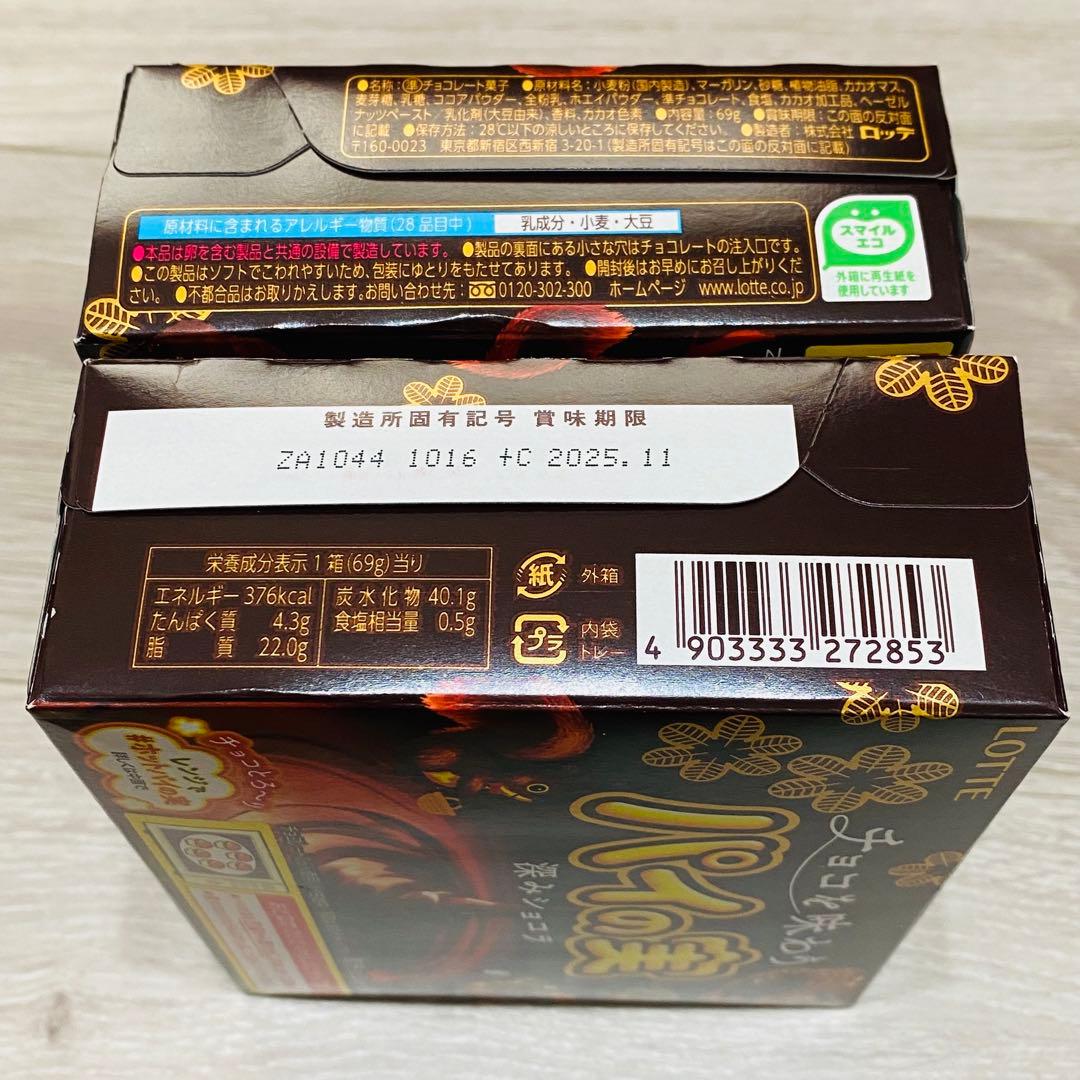 ●名称:㊜チョコレート菓子 ●原材料名:小麦粉(国内製造)、マーガリン、砂糖、植物油脂、カカオマス、
麦芽糖、乳糖、ココアパウダー、全粉乳、ホエイパウダー、準チョコレート、食塩、カカオ加工品、ヘーゼル
ナッツペースト/乳化剤(大豆由来)、香料、カカオ色素 ●内容量:69g ●賞味期限:この面の反対面
に記載 ●保存方法:28℃以下の涼しいところに保存してください。 ●製造者:株式会社 ロッテ
〒160-0023 東京都新宿区西新宿 3-20-1 (製造所固有記号はこの面の反対面に記載)
原材料に含まれるアレルギー物質(28品目中) 乳成分・小麦・大豆
●本品は卵を含む製品と共通の設備で製造しています。 ●製品の裏面にある小さな穴はチョコレートの注入口です。
●この製品はソフトでこわれやすいため、包装にゆとりをもたせてあります。 ●開封後はお早めにお召し上がりくだ
さい。 ●不都合品はお取りかえします。お問い合わせ先:0120-302-300 ホームページ www.lotte.co.jp
スマイル
エコ
外箱に再生紙を
使用しています
製造所固有記号 賞味期限
ZA1044 1016 +C 2025.11
栄養成分表示1箱(69g)当り
エネルギー 376kcal 炭水化物 40.1g
たんぱく質 4.3g 食塩相当量 0.5g
脂質 22.0g
紙 外箱
プラ 内袋
トレー
4 903333 272853
LOTTE
チョコを味わう
パイの実
深みショコラ
チョコとろ〜り
レンジで